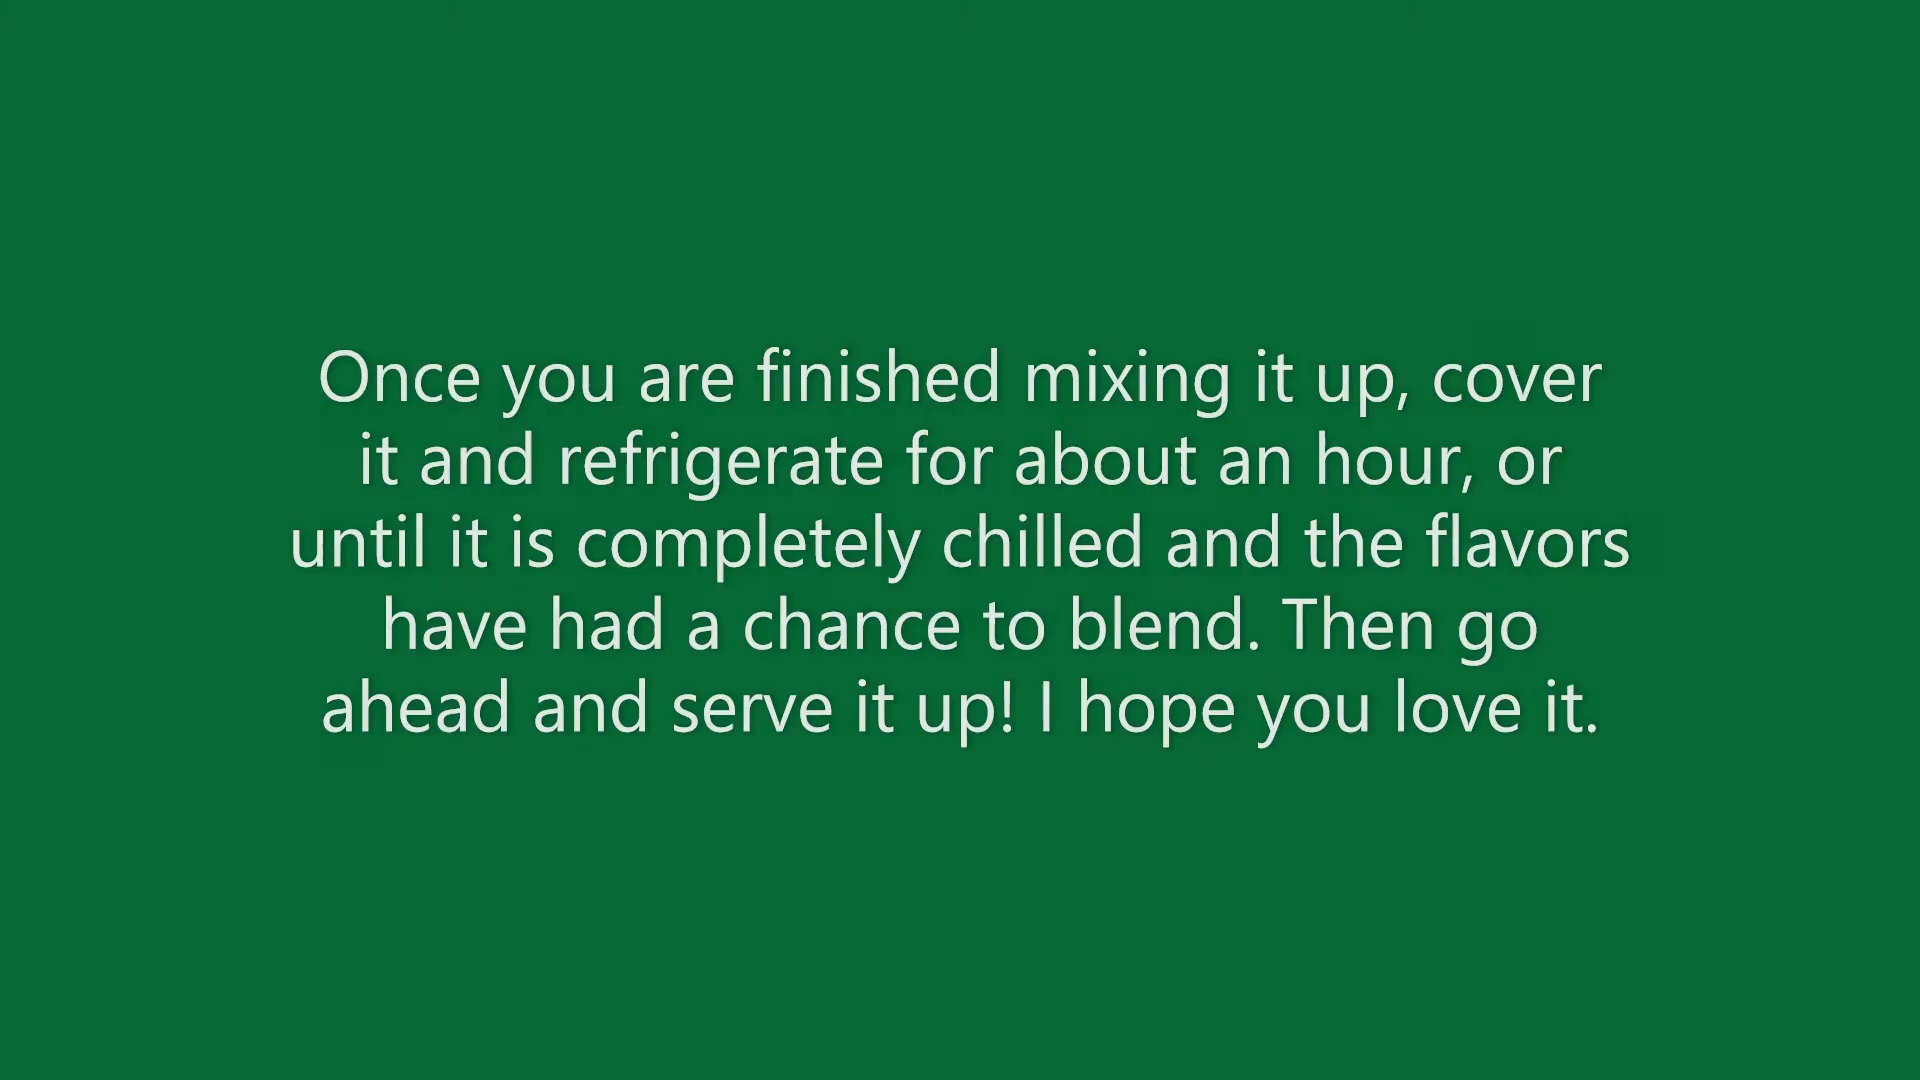 Once you are finished mixing it up, cover
it and refrigerate for about an hour, or
until it is completely chilled and the flavors
have had a chance to blend. Then go
ahead and serve it up! I hope you love it.